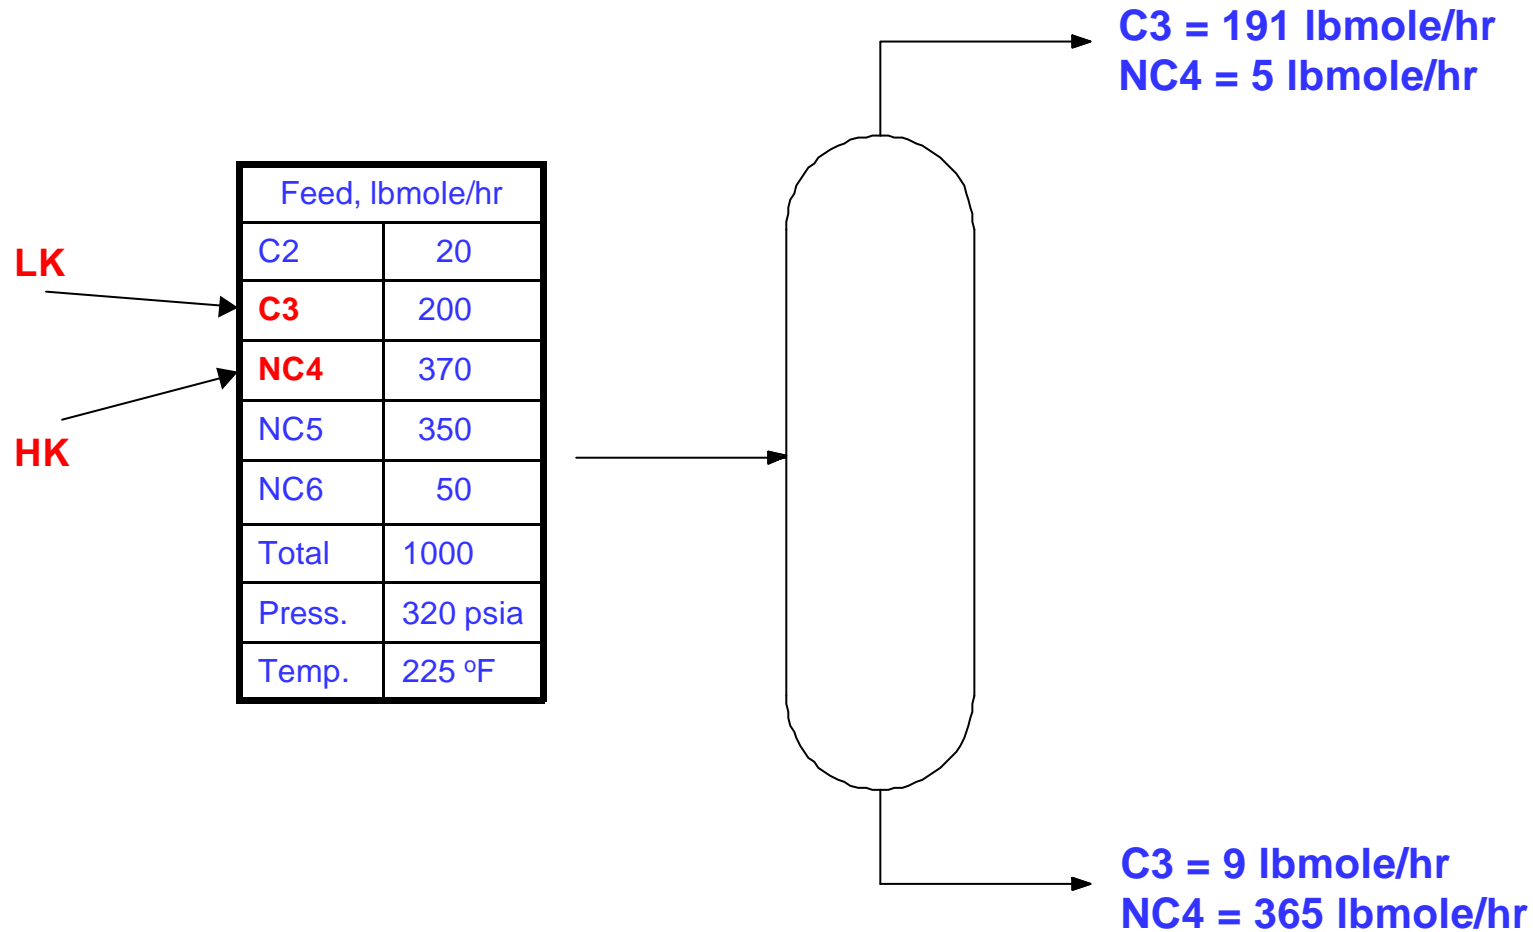 C3 = 191 lbmole/hr
NC4 = 5 lbmole/hr
Feed, lbmole/hr
C2 20
LK
C3 200
NC4 370
HK
NC5 350
NC6 50
Total 1000
Press. 320 psia
Temp. 225 ºF
C3 = 9 lbmole/hr
NC4 = 365 lbmole/hr